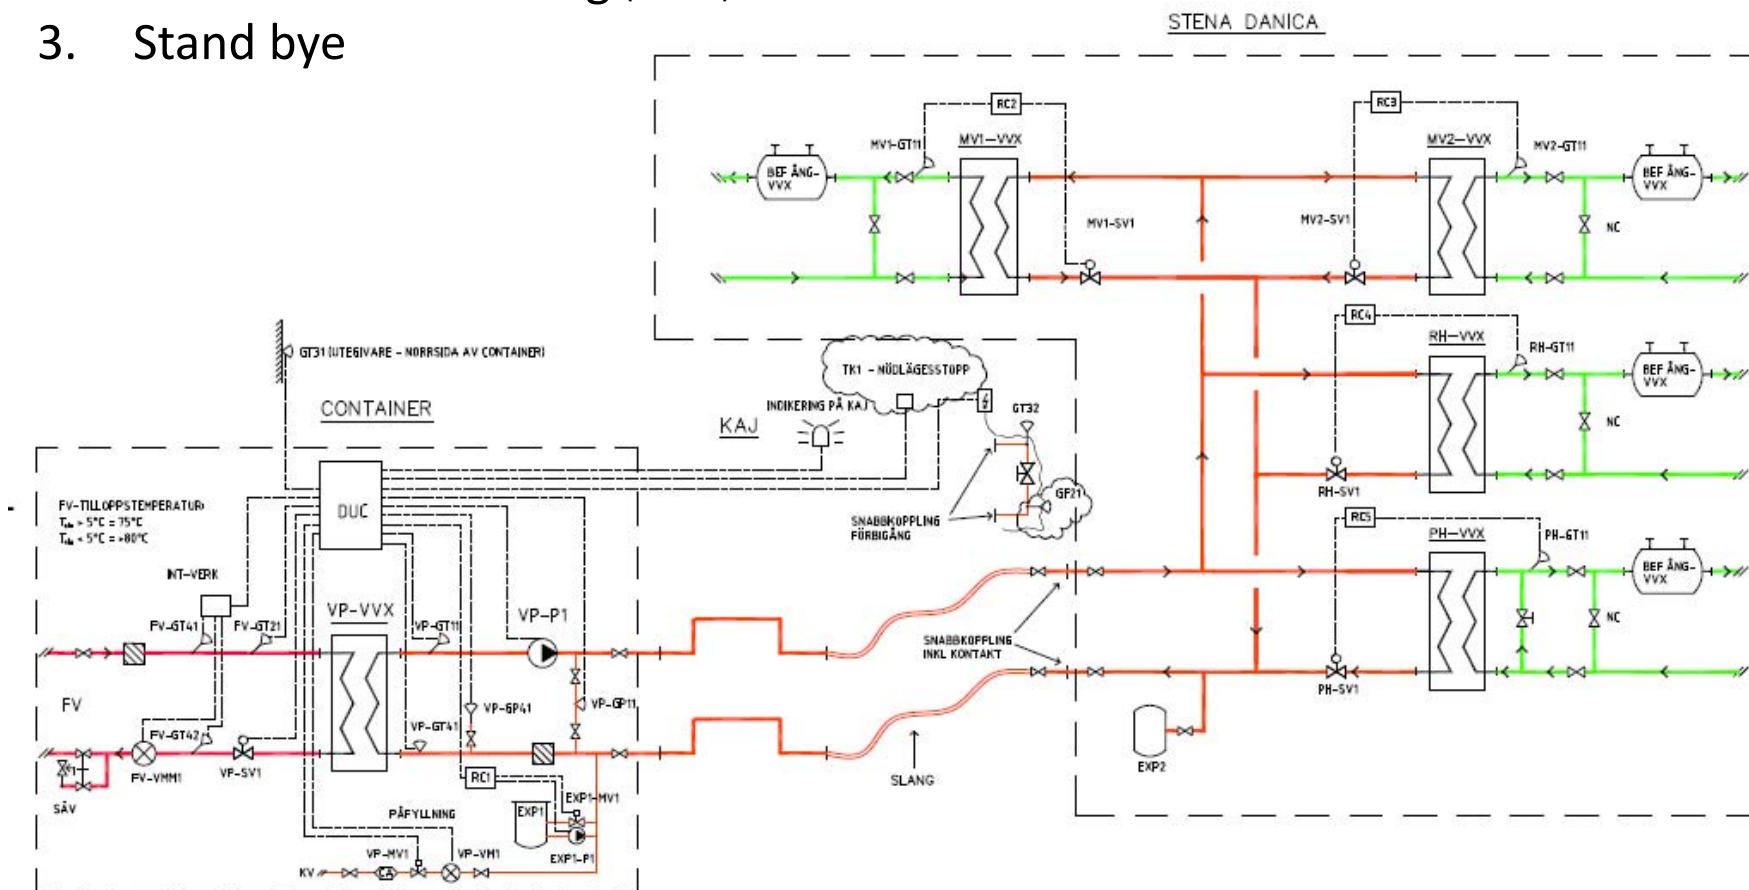 3. Stand bye
STENA DANICA
RC2
RC3
MV1-GT11
MV1-VVX
MV2-VVX
MV2-GT11
BEF ÅNG-
VVX
BEF ÅNG-
VVX
MV1-SV1
MV2-SV1
NC
RC4
RH-VVX
RH-GT11
BEF ÅNG-
VVX
NC
RH-SV1
RC5
PH-VVX
PH-GT11
BEF ÅNG-
VVX
NC
PH-SV1
GT31 (UTEGIVARE - NORRSIDA AV CONTAINER)
TK1 - NÖDLÄGESSTOPP
INDIKERING PÅ KAJ
CONTAINER
KAJ
GT32
GF21
SNABBKOPPLING
FÖRBIGÅNG
DUC
FV-TILLOPPSTEMPERATUR:
> 5°C = 75°C
< 5°C = >80°C
INT-VERK
FV-GT41
FV-GT21
VP-VVX
VP-GT11
VP-P1
SNABBKOPPLING
INKL KONTAKT
FV
FV-GT42
VP-GT41
VP-GP41
VP-GP11
FV-VMM1
VP-SV1
SÄV
RC1
EXP1-MV1
EXP1
EXP1-P1
PÅFYLLNING
VP-MV1
VP-VM1
KV
CA
SLANG
EXP2